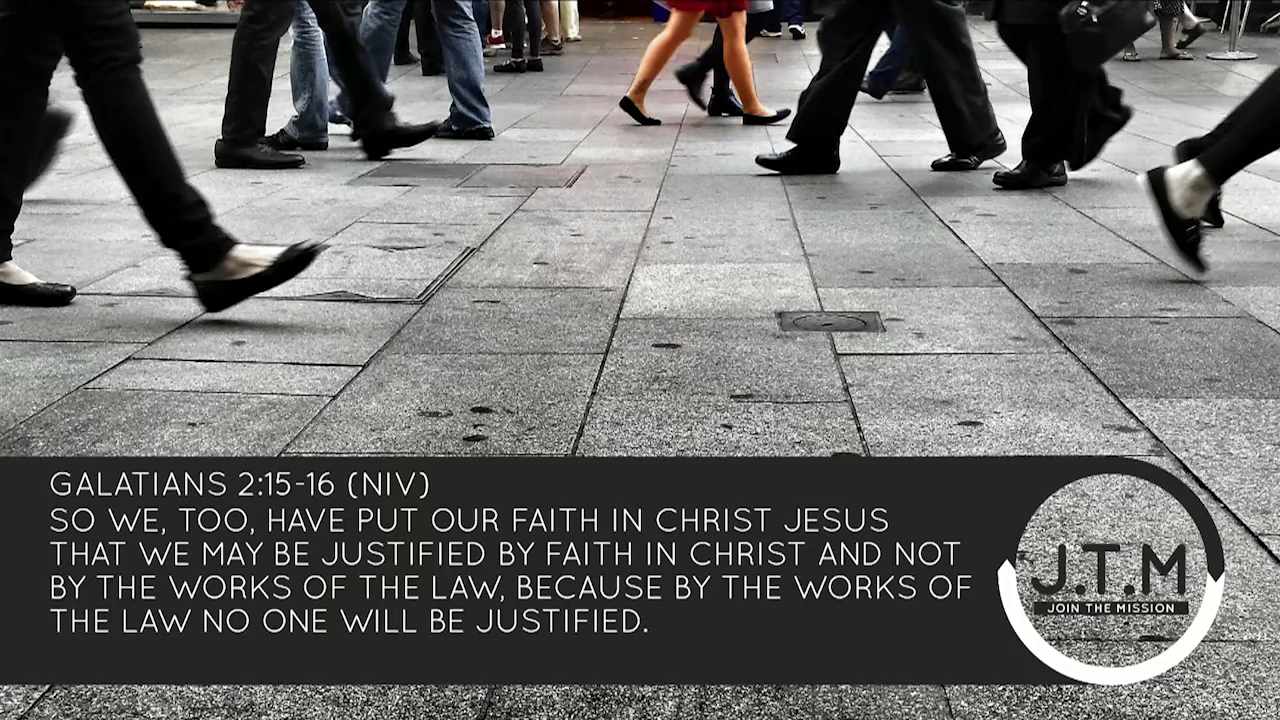 GALATIANS 2:15-16 (NIV)
SO WE, TOO, HAVE PUT OUR FAITH IN CHRIST JESUS
THAT WE MAY BE JUSTIFIED BY FAITH IN CHRIST AND NOT
BY THE WORKS OF THE LAW, BECAUSE BY THE WORKS OF
THE LAW NO ONE WILL BE JUSTIFIED.
J.T.M
JOIN THE MISSION